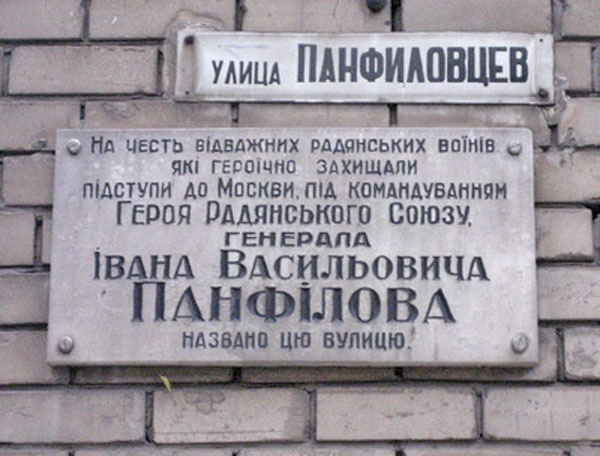 УЛИЦА ПАНФИЛОВЦЕВ
НА ЧЕСТЬ ВІДВАЖНИХ РАДЯНСЬКИХ ВОЇНІВ
ЯКІ ГЕРОЇЧНО ЗАХИЩАЛИ
ПІДСТУПИ ДО МОСКВИ, ПІД КОМАНДУВАННЯМ
ГЕРОЯ РАДЯНСЬКОГО СОЮЗУ,
ГЕНЕРАЛА
ІВАНА ВАСИЛЬОВИЧА
ПАНФІЛОВА
НАЗВАНО ЦЮ ВУЛИЦЮ.